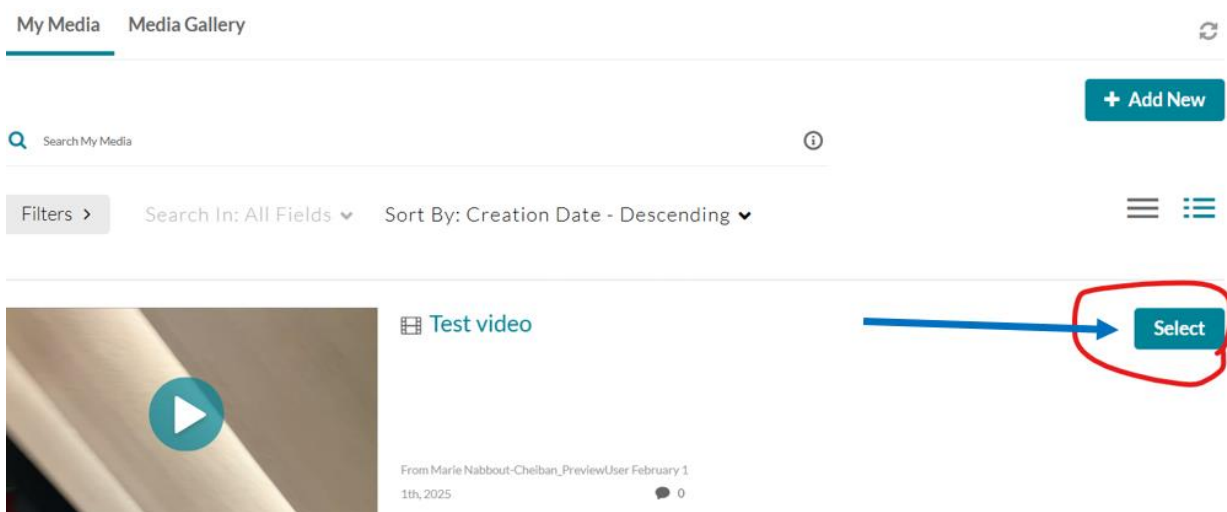 My Media Media Gallery
+ Add New
Search My Media
Filters > Search In: All Fields Sort By: Creation Date - Descending
Test video Select
From Marie Nabbout-Cheiban_PreviewUser February 1
1th, 2025 0